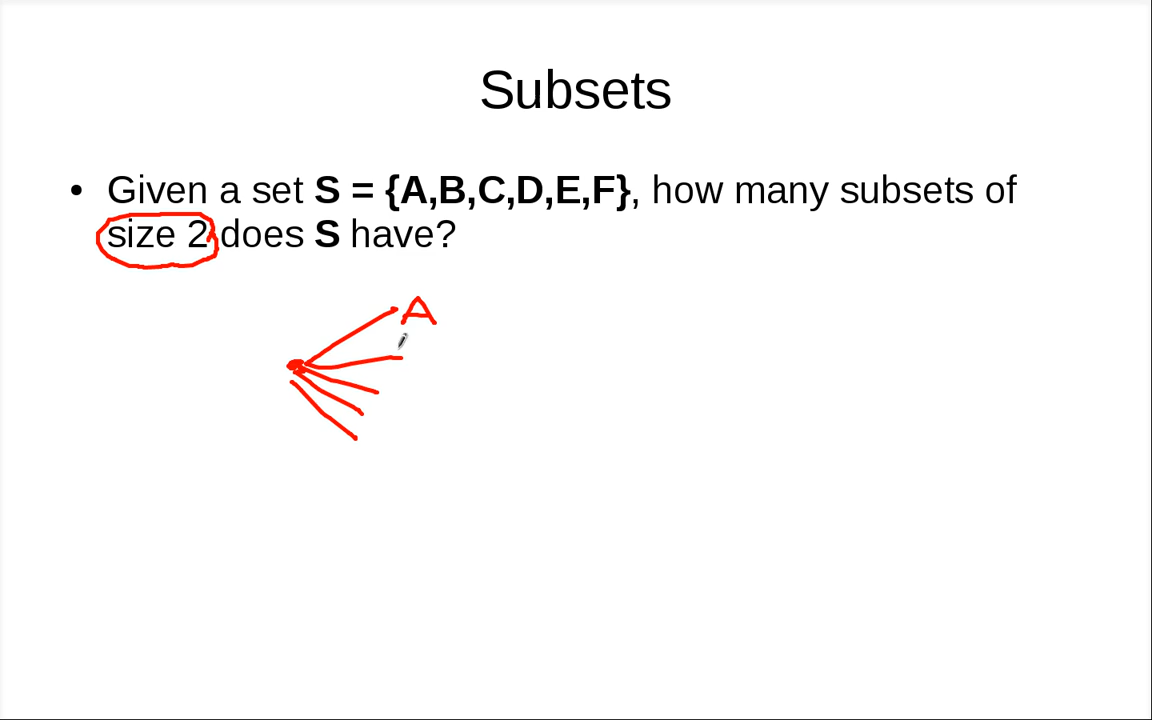 Subsets
• Given a set S = {A,B,C,D,E,F}, how many subsets of
size 2 does S have?
A